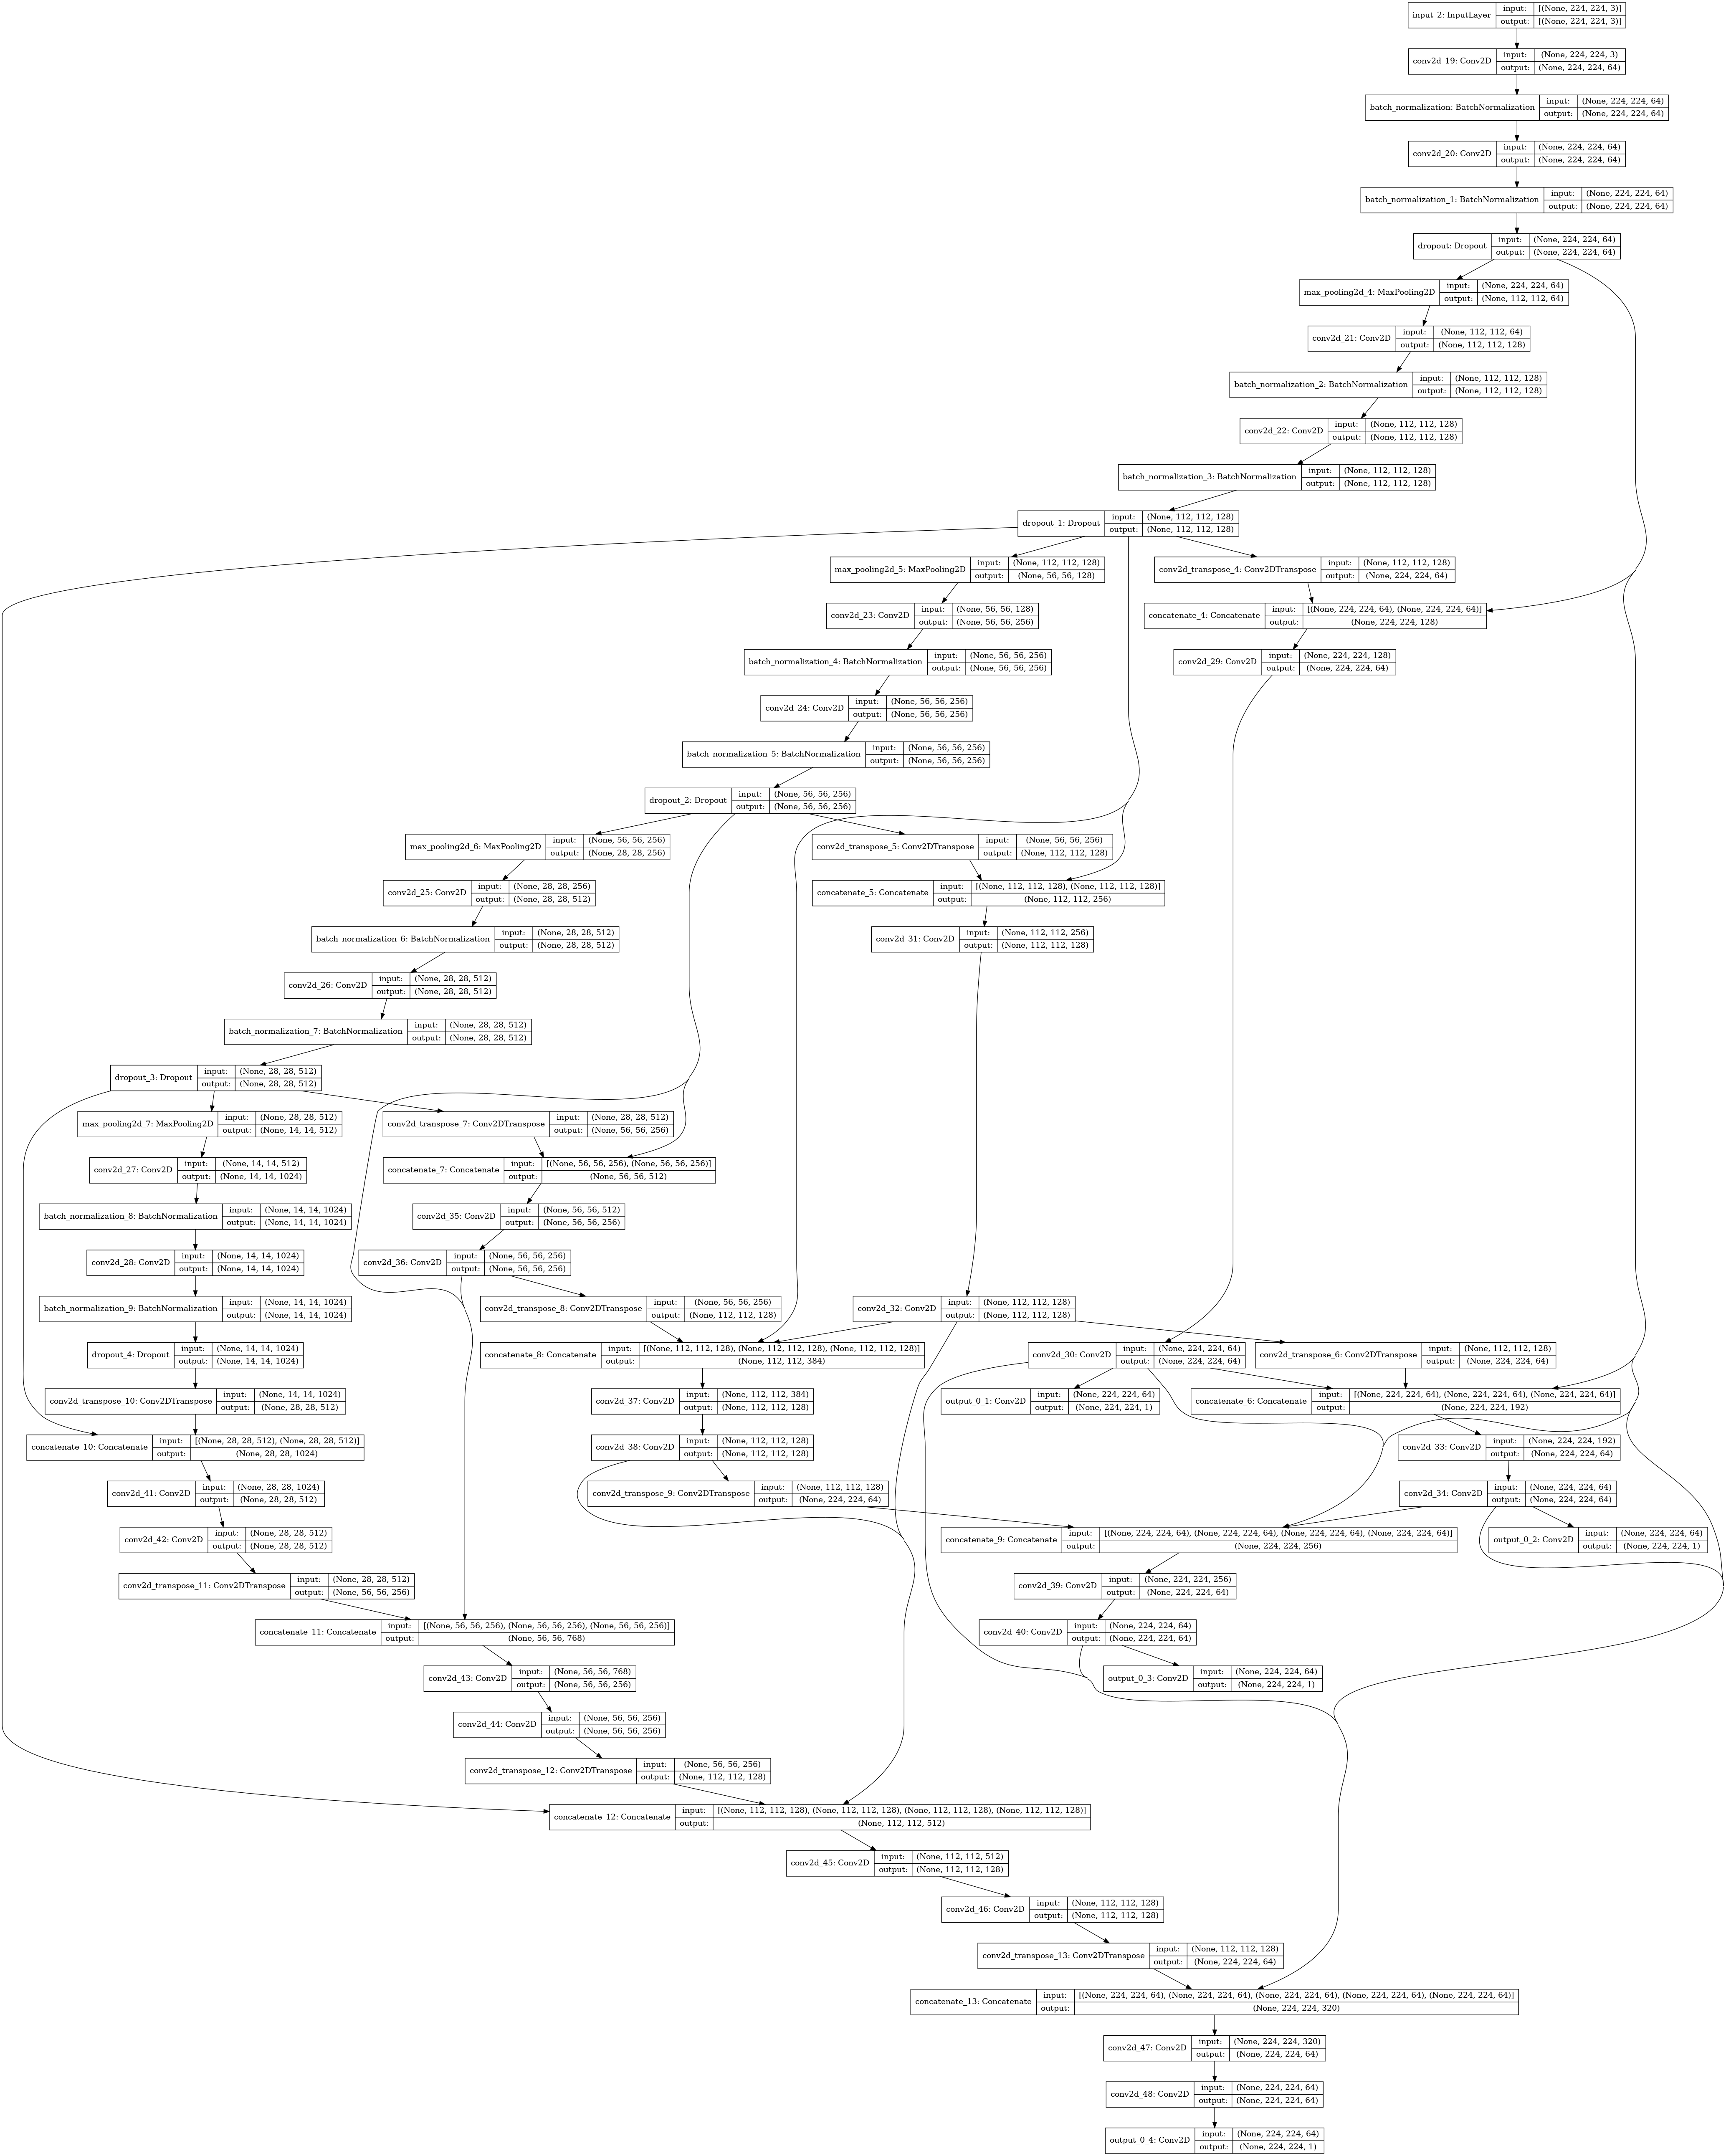 input_2: InputLayer input: [(None, 224, 224, 3)]
output: [(None, 224, 224, 3)]
conv2d_19: Conv2D input: (None, 224, 224, 3)
output: (None, 224, 224, 64)
batch_normalization: BatchNormalization input: (None, 224, 224, 64)
output: (None, 224, 224, 64)
conv2d_20: Conv2D input: (None, 224, 224, 64)
output: (None, 224, 224, 64)
batch_normalization_1: BatchNormalization input: (None, 224, 224, 64)
output: (None, 224, 224, 64)
dropout: Dropout input: (None, 224, 224, 64)
output: (None, 224, 224, 64)
max_pooling2d_4: MaxPooling2D input: (None, 224, 224, 64)
output: (None, 112, 112, 64)
conv2d_21: Conv2D input: (None, 112, 112, 64)
output: (None, 112, 112, 128)
batch_normalization_2: BatchNormalization input: (None, 112, 112, 128)
output: (None, 112, 112, 128)
conv2d_22: Conv2D input: (None, 112, 112, 128)
output: (None, 112, 112, 128)
batch_normalization_3: BatchNormalization input: (None, 112, 112, 128)
output: (None, 112, 112, 128)
dropout_1: Dropout input: (None, 112, 112, 128)
output: (None, 112, 112, 128)
max_pooling2d_5: MaxPooling2D input: (None, 112, 112, 128)
output: (None, 56, 56, 128)
conv2d_transpose_4: Conv2DTranspose input: (None, 112, 112, 128)
output: (None, 224, 224, 64)
conv2d_23: Conv2D input: (None, 56, 56, 128)
output: (None, 56, 56, 256)
concatenate_4: Concatenate input: [(None, 224, 224, 64), (None, 224, 224, 64)]
output: (None, 224, 224, 128)
batch_normalization_4: BatchNormalization input: (None, 56, 56, 256)
output: (None, 56, 56, 256)
conv2d_29: Conv2D input: (None, 224, 224, 128)
output: (None, 224, 224, 64)
conv2d_24: Conv2D input: (None, 56, 56, 256)
output: (None, 56, 56, 256)
batch_normalization_5: BatchNormalization input: (None, 56, 56, 256)
output: (None, 56, 56, 256)
dropout_2: Dropout input: (None, 56, 56, 256)
output: (None, 56, 56, 256)
max_pooling2d_6: MaxPooling2D input: (None, 56, 56, 256)
output: (None, 28, 28, 256)
conv2d_transpose_5: Conv2DTranspose input: (None, 56, 56, 256)
output: (None, 112, 112, 128)
conv2d_25: Conv2D input: (None, 28, 28, 256)
output: (None, 28, 28, 512)
concatenate_5: Concatenate input: [(None, 112, 112, 128), (None, 112, 112, 128)]
output: (None, 112, 112, 256)
batch_normalization_6: BatchNormalization input: (None, 28, 28, 512)
output: (None, 28, 28, 512)
conv2d_31: Conv2D input: (None, 112, 112, 256)
output: (None, 112, 112, 128)
conv2d_26: Conv2D input: (None, 28, 28, 512)
output: (None, 28, 28, 512)
batch_normalization_7: BatchNormalization input: (None, 28, 28, 512)
output: (None, 28, 28, 512)
dropout_3: Dropout input: (None, 28, 28, 512)
output: (None, 28, 28, 512)
max_pooling2d_7: MaxPooling2D input: (None, 28, 28, 512)
output: (None, 14, 14, 512)
conv2d_transpose_7: Conv2DTranspose input: (None, 28, 28, 512)
output: (None, 56, 56, 256)
conv2d_27: Conv2D input: (None, 14, 14, 512)
output: (None, 14, 14, 1024)
concatenate_7: Concatenate input: [(None, 56, 56, 256), (None, 56, 56, 256)]
output: (None, 56, 56, 512)
batch_normalization_8: BatchNormalization input: (None, 14, 14, 1024)
output: (None, 14, 14, 1024)
conv2d_35: Conv2D input: (None, 56, 56, 512)
output: (None, 56, 56, 256)
conv2d_28: Conv2D input: (None, 14, 14, 1024)
output: (None, 14, 14, 1024)
conv2d_36: Conv2D input: (None, 56, 56, 256)
output: (None, 56, 56, 256)
batch_normalization_9: BatchNormalization input: (None, 14, 14, 1024)
output: (None, 14, 14, 1024)
conv2d_transpose_8: Conv2DTranspose input: (None, 56, 56, 256)
output: (None, 112, 112, 128)
conv2d_32: Conv2D input: (None, 112, 112, 128)
output: (None, 112, 112, 128)
dropout_4: Dropout input: (None, 14, 14, 1024)
output: (None, 14, 14, 1024)
concatenate_8: Concatenate input: [(None, 112, 112, 128), (None, 112, 112, 128), (None, 112, 112, 128)]
output: (None, 112, 112, 384)
conv2d_30: Conv2D input: (None, 224, 224, 64)
output: (None, 224, 224, 64)
conv2d_transpose_6: Conv2DTranspose input: (None, 112, 112, 128)
output: (None, 224, 224, 64)
conv2d_transpose_10: Conv2DTranspose input: (None, 14, 14, 1024)
output: (None, 28, 28, 512)
conv2d_37: Conv2D input: (None, 112, 112, 384)
output: (None, 112, 112, 128)
output_0_1: Conv2D input: (None, 224, 224, 64)
output: (None, 224, 224, 1)
concatenate_6: Concatenate input: [(None, 224, 224, 64), (None, 224, 224, 64), (None, 224, 224, 64)]
output: (None, 224, 224, 192)
concatenate_10: Concatenate input: [(None, 28, 28, 512), (None, 28, 28, 512)]
output: (None, 28, 28, 1024)
conv2d_38: Conv2D input: (None, 112, 112, 128)
output: (None, 112, 112, 128)
conv2d_33: Conv2D input: (None, 224, 224, 192)
output: (None, 224, 224, 64)
conv2d_41: Conv2D input: (None, 28, 28, 1024)
output: (None, 28, 28, 512)
conv2d_transpose_9: Conv2DTranspose input: (None, 112, 112, 128)
output: (None, 224, 224, 64)
conv2d_34: Conv2D input: (None, 224, 224, 64)
output: (None, 224, 224, 64)
conv2d_42: Conv2D input: (None, 28, 28, 512)
output: (None, 28, 28, 512)
concatenate_9: Concatenate input: [(None, 224, 224, 64), (None, 224, 224, 64), (None, 224, 224, 64), (None, 224, 224, 64)]
output: (None, 224, 224, 256)
output_0_2: Conv2D input: (None, 224, 224, 64)
output: (None, 224, 224, 1)
conv2d_transpose_11: Conv2DTranspose input: (None, 28, 28, 512)
output: (None, 56, 56, 256)
conv2d_39: Conv2D input: (None, 224, 224, 256)
output: (None, 224, 224, 64)
concatenate_11: Concatenate input: [(None, 56, 56, 256), (None, 56, 56, 256), (None, 56, 56, 256)]
output: (None, 56, 56, 768)
conv2d_40: Conv2D input: (None, 224, 224, 64)
output: (None, 224, 224, 64)
conv2d_43: Conv2D input: (None, 56, 56, 768)
output: (None, 56, 56, 256)
output_0_3: Conv2D input: (None, 224, 224, 64)
output: (None, 224, 224, 1)
conv2d_44: Conv2D input: (None, 56, 56, 256)
output: (None, 56, 56, 256)
conv2d_transpose_12: Conv2DTranspose input: (None, 56, 56, 256)
output: (None, 112, 112, 128)
concatenate_12: Concatenate input: [(None, 112, 112, 128), (None, 112, 112, 128), (None, 112, 112, 128), (None, 112, 112, 128)]
output: (None, 112, 112, 512)
conv2d_45: Conv2D input: (None, 112, 112, 512)
output: (None, 112, 112, 128)
conv2d_46: Conv2D input: (None, 112, 112, 128)
output: (None, 112, 112, 128)
conv2d_transpose_13: Conv2DTranspose input: (None, 112, 112, 128)
output: (None, 224, 224, 64)
concatenate_13: Concatenate input: [(None, 224, 224, 64), (None, 224, 224, 64), (None, 224, 224, 64), (None, 224, 224, 64), (None, 224, 224, 64)]
output: (None, 224, 224, 320)
conv2d_47: Conv2D input: (None, 224, 224, 320)
output: (None, 224, 224, 64)
conv2d_48: Conv2D input: (None, 224, 224, 64)
output: (None, 224, 224, 64)
output_0_4: Conv2D input: (None, 224, 224, 64)
output: (None, 224, 224, 1)